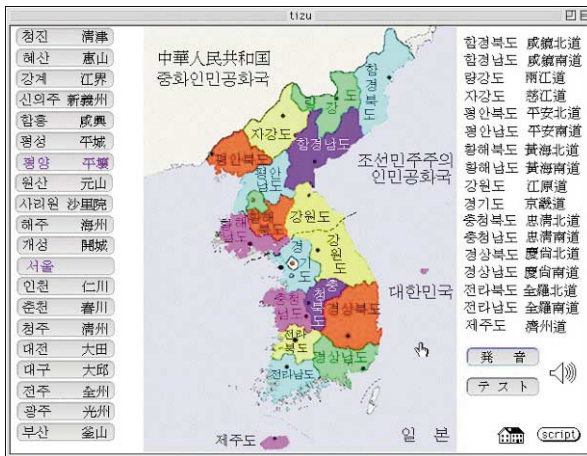 tizu
청진 清津
혜산 恵山
강계 江界
신의주 新義州
함흥 咸興
평성 平城
평양 平壌
원산 元山
사리원 沙里院
해주 海州
개성 開城
서울
인천 仁川
춘천 春川
청주 清州
대전 大田
대구 大邱
전주 全州
광주 光州
부산 釜山
中華人民共和国
중화인민공화국
함경북도
량강도
자강도
함경남도
평안북도
평안남도
조선민주주의
인민공화국
황해북도
황해남도
강원도
경기도
강원도
대한민국
충청남도
충청북도
경상북도
전라북도
경상남도
전라남도
제주도
일 본
함경북도 咸鏡北道
함경남도 咸鏡南道
량강도 両江道
자강도 慈江道
평안북도 平安北道
평안남도 平安南道
황해북도 黄海北道
황해남도 黄海南道
강원도 江原道
경기도 京畿道
충청북도 忠清北道
충청남도 忠清南道
경상북도 慶尚北道
경상남도 慶尚南道
전라북도 全羅北道
전라남도 全羅南道
제주도 濟州道
発 音
テ ス ト
script